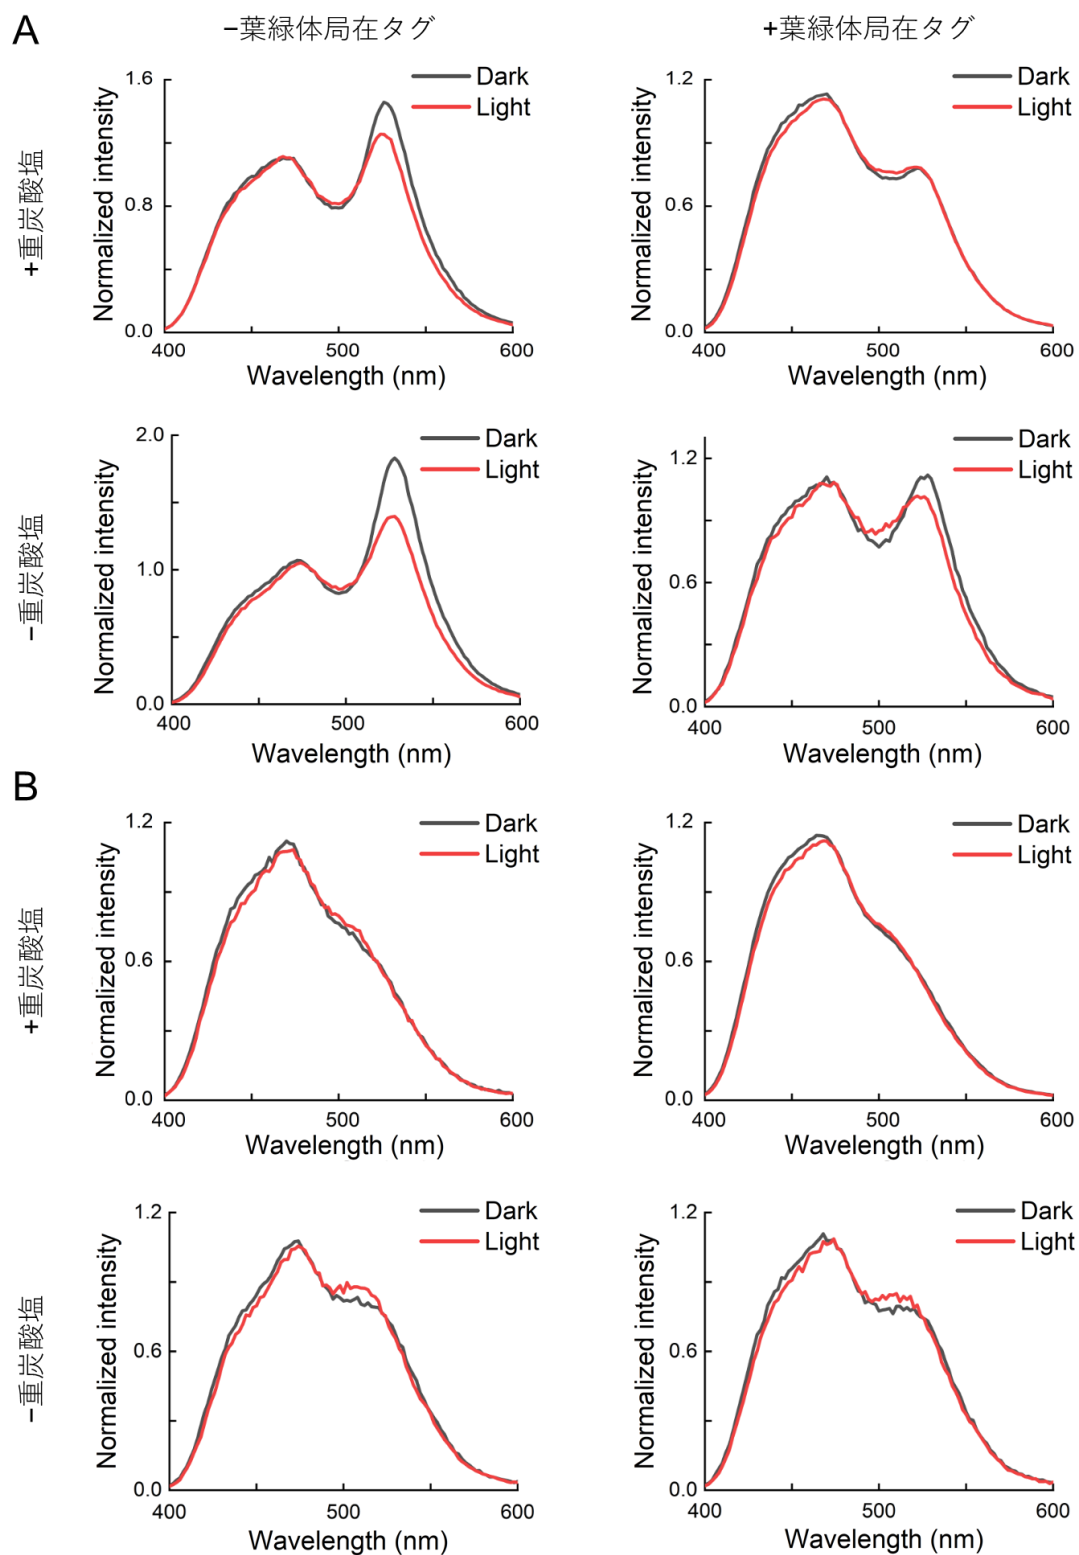 A
−葉緑体局在タグ
+葉緑体局在タグ
+重炭酸塩
Normalized intensity
1.6
0.8
0.0
400
500
600
Wavelength (nm)
Dark
Light
Normalized intensity
1.2
0.6
0.0
400
500
600
Wavelength (nm)
Dark
Light
−重炭酸塩
Normalized intensity
2.0
1.0
0.0
400
500
600
Wavelength (nm)
Dark
Light
Normalized intensity
1.2
0.6
0.0
400
500
600
Wavelength (nm)
Dark
Light
B
+重炭酸塩
Normalized intensity
1.2
0.6
0.0
400
500
600
Wavelength (nm)
Dark
Light
Normalized intensity
1.2
0.6
0.0
400
500
600
Wavelength (nm)
Dark
Light
−重炭酸塩
Normalized intensity
1.2
0.6
0.0
400
500
600
Wavelength (nm)
Dark
Light
Normalized intensity
1.2
0.6
0.0
400
500
600
Wavelength (nm)
Dark
Light